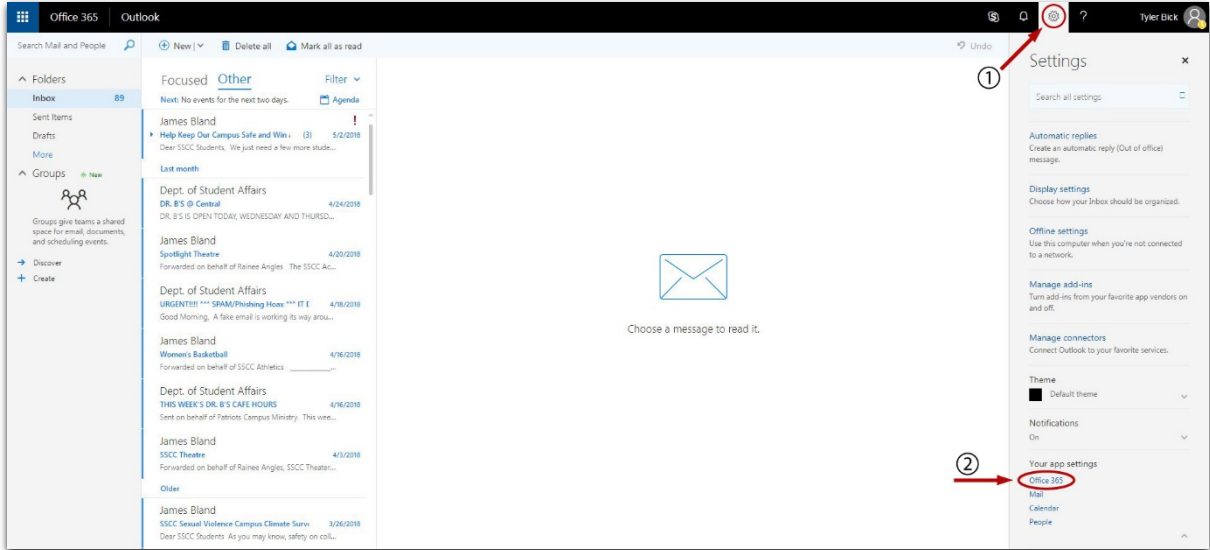 Office 365 Outlook
? Tyler Bick
Search Mail and People
New
Delete all
Mark all as read
Undo
Folders
Inbox 89
Sent Items
Drafts
More
Groups New
Groups give teams a shared
space for email, documents,
and scheduling events.
Discover
Create
Focused Other Filter
Next: No events for the next two days. Agenda
James Bland !
Help Keep Our Campus Safe and Win (3) 5/2/2018
Dear SSCC Students, We just need a few more stude...
Last month
Dept. of Student Affairs
DR. B'S @ Central 4/24/2018
DR. B'S IS OPEN TODAY, WEDNESDAY AND THURSD...
James Bland
Spotlight Theatre 4/20/2018
Forwarded on behalf of Rainee Angles The SSCC Ac...
Dept. of Student Affairs
URGENT!!!! *** SPAM/Phishing Hoax *** IT 4/18/2018
Good Morning, A fake email is working its way arou...
James Bland
Women's Basketball 4/16/2018
Forwarded on behalf of SSCC Athletics ________...
Dept. of Student Affairs
THIS WEEK'S DR. B'S CAFE HOURS 4/16/2018
Sent on behalf of Patriots Campus Ministry. This wee...
James Bland
SSCC Theatre 4/3/2018
Forwarded on behalf of Rainee Angles, SSCC Theater...
Older
James Bland
SSCC Sexual Violence Campus Climate Surv 3/26/2018
Dear SSCC Students As you may know, safety on coll...
Choose a message to read it.
①
Settings ×
Search all settings
Automatic replies
Create an automatic reply (Out of office)
message.
Display settings
Choose how your Inbox should be organized.
Offline settings
Use this computer when you're not connected
to a network.
Manage add-ins
Turn add-ins from your favorite app vendors on
and off.
Manage connectors
Connect Outlook to your favorite services.
Theme
Default theme
Notifications
On
Your app settings
②
Office 365
Mail
Calendar
People